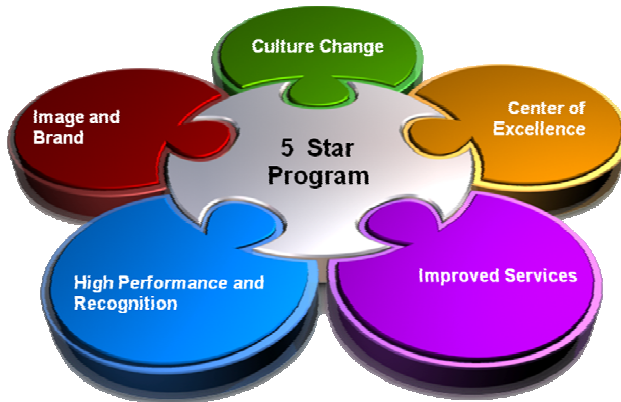 Culture Change
Image and
Brand
Center of
Excellence
5 Star
Program
High Performance and
Recognition
Improved Services